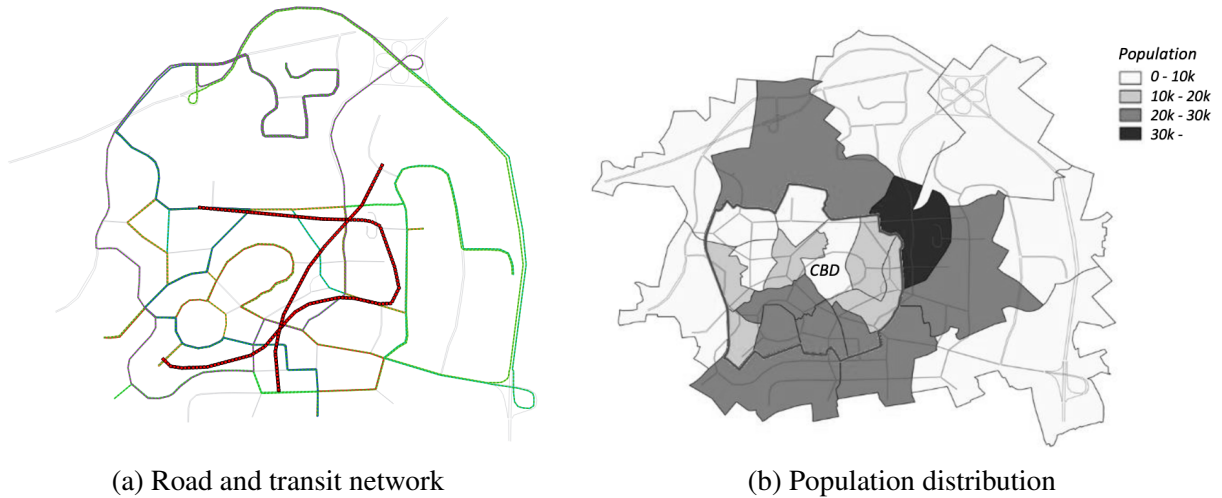 Population
0 - 10k
10k - 20k
20k - 30k
30k -
CBD
(a) Road and transit network
(b) Population distribution